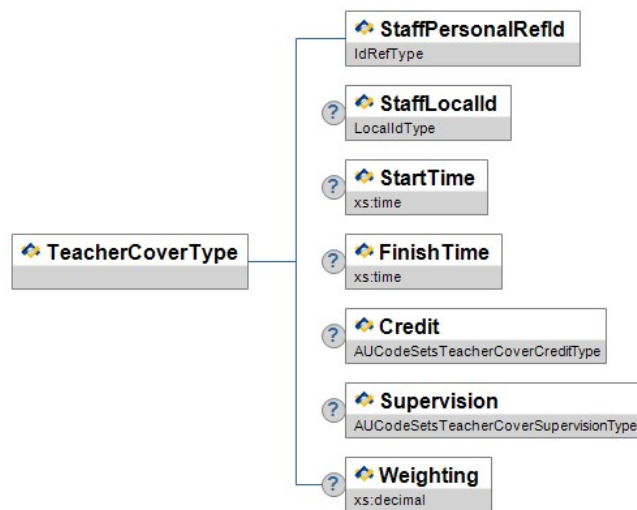 StaffPersonalRefId
IdRefType
?
StaffLocalId
LocalIdType
?
StartTime
xs:time
TeacherCoverType
?
FinishTime
xs:time
?
Credit
AUCodeSetsTeacherCoverCreditType
?
Supervision
AUCodeSetsTeacherCoverSupervisionType
?
Weighting
xs:decimal